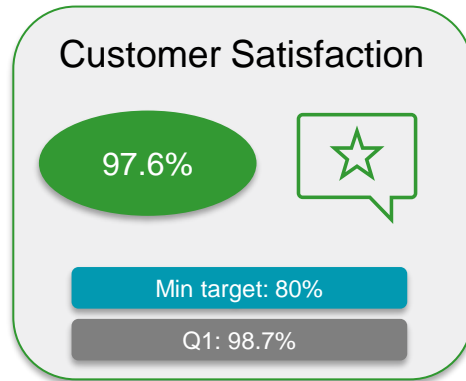 Customer Satisfaction
97.6%
Min target: 80%
Q1: 98.7%